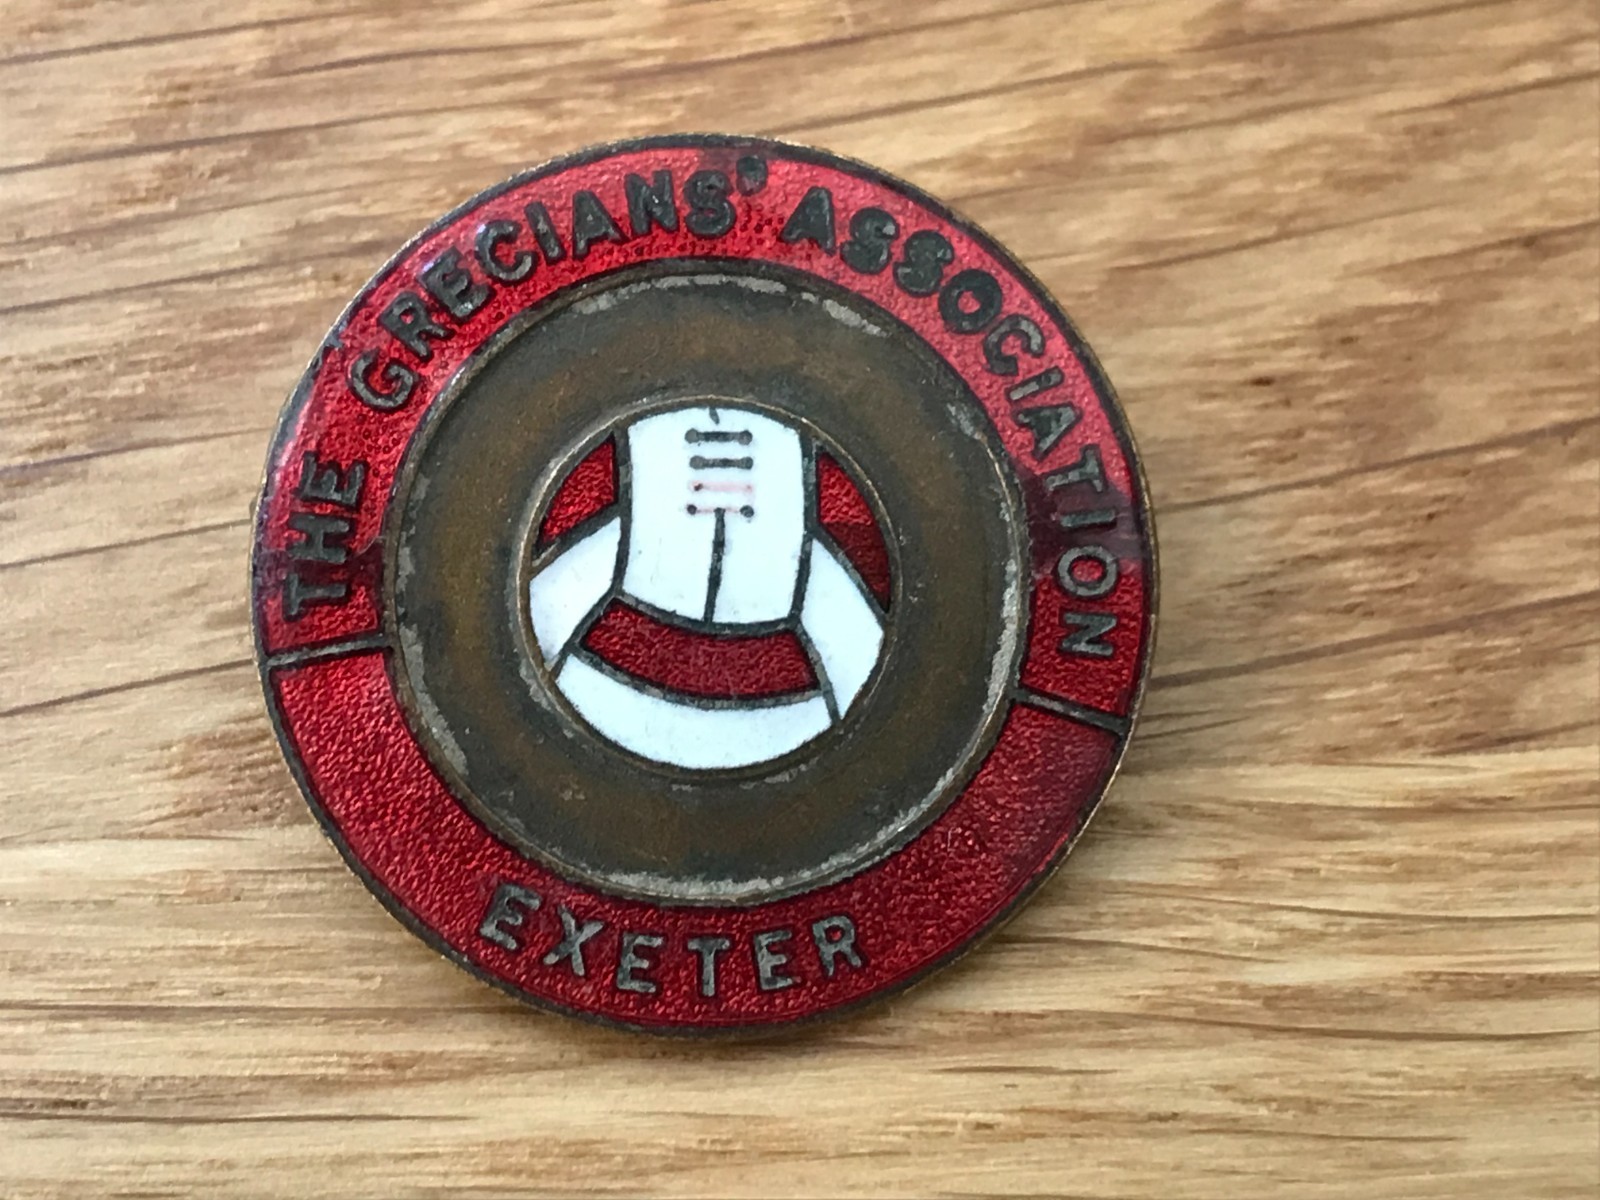 THE GRECIANS' ASSOCIATION
EXETER